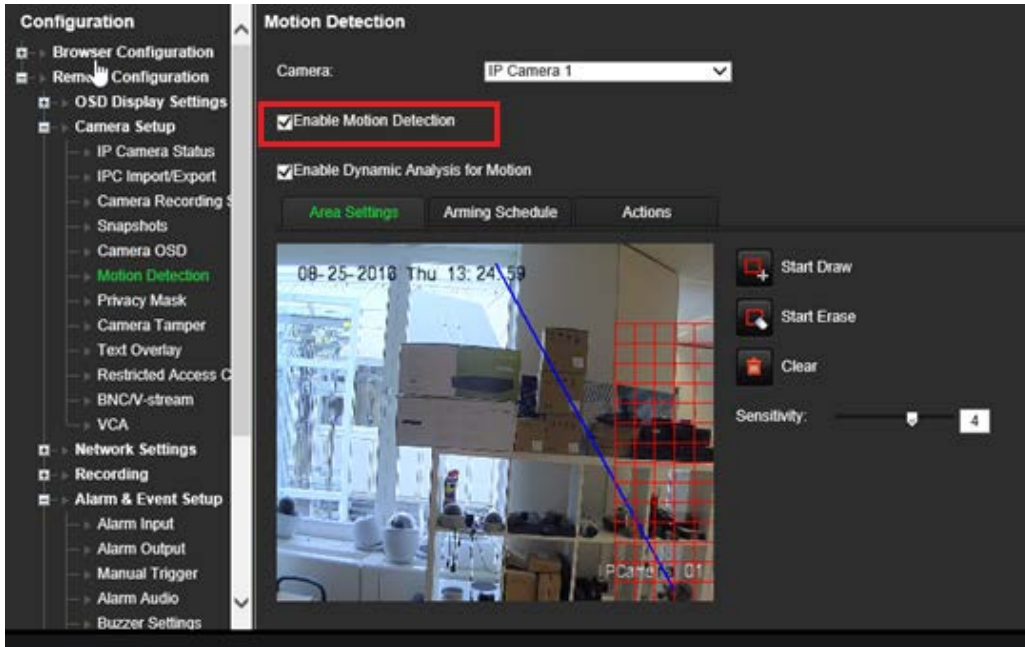 Configuration
Browser Configuration
Remote Configuration
OSD Display Settings
Camera Setup
IP Camera Status
IPC Import/Export
Camera Recording S
Snapshots
Camera OSD
Motion Detection
Privacy Mask
Camera Tamper
Text Overlay
Restricted Access C
BNC/V-stream
VCA
Network Settings
Recording
Alarm & Event Setup
Alarm Input
Alarm Output
Manual Trigger
Alarm Audio
Buzzer Settings
Motion Detection
Camera: IP Camera 1
Enable Motion Detection
Enable Dynamic Analysis for Motion
Area Settings Arming Schedule Actions
08-25-2016 Thu 13:24:59
IPCamera 01
Start Draw
Start Erase
Clear
Sensitivity: 4